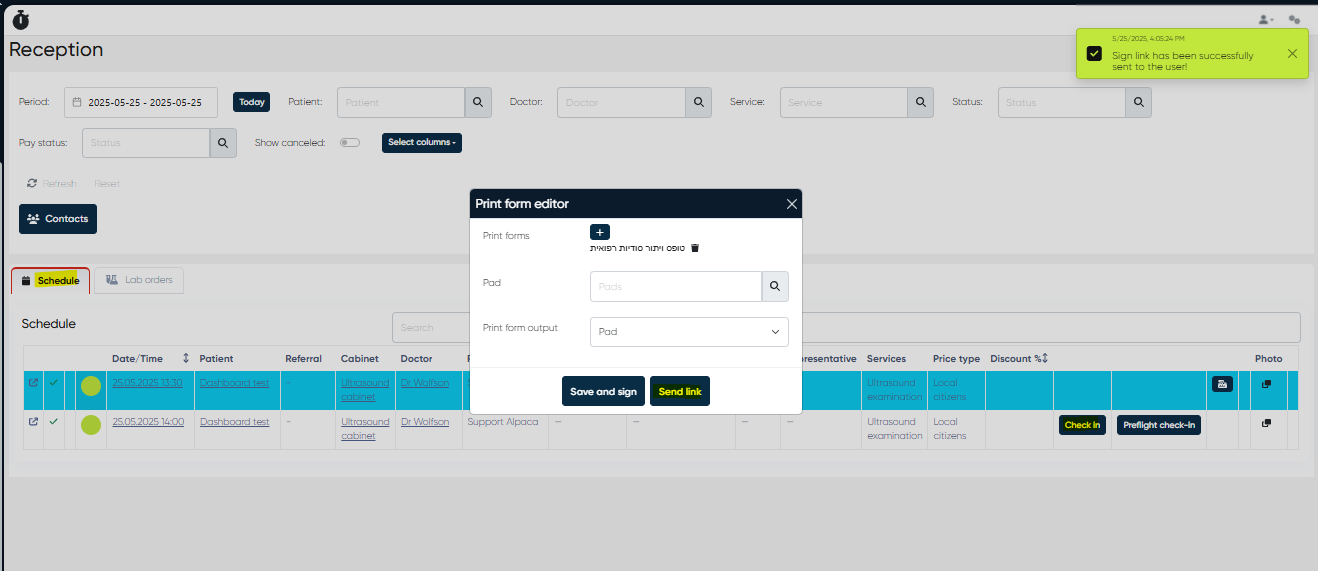 5/25/2025, 4:05:24 PM
Sign link has been successfully
sent to the user!
Reception
Period: 2025-05-25 - 2025-05-25 Today Patient: Patient Doctor: Doctor Service: Service Status: Status
Pay status: Status Show canceled: Select columns
Refresh Reset
Contacts
Print form editor
Print forms +
טופס ויתור סודיות רפואית
Pad Pads
Print form output Pad
Save and sign Send link
Schedule Lab orders
Schedule Search
Date/Time Patient Referral Cabinet Doctor Services Price type Discount % Photo
25.05.2025 13:30 Dashboard test - Ultrasound cabinet Dr Wolfson Ultrasound examination Local citizens
25.05.2025 14:00 Dashboard test - Ultrasound cabinet Dr Wolfson Support Alpaca — — — — Ultrasound examination Local citizens Check in Preflight check-in